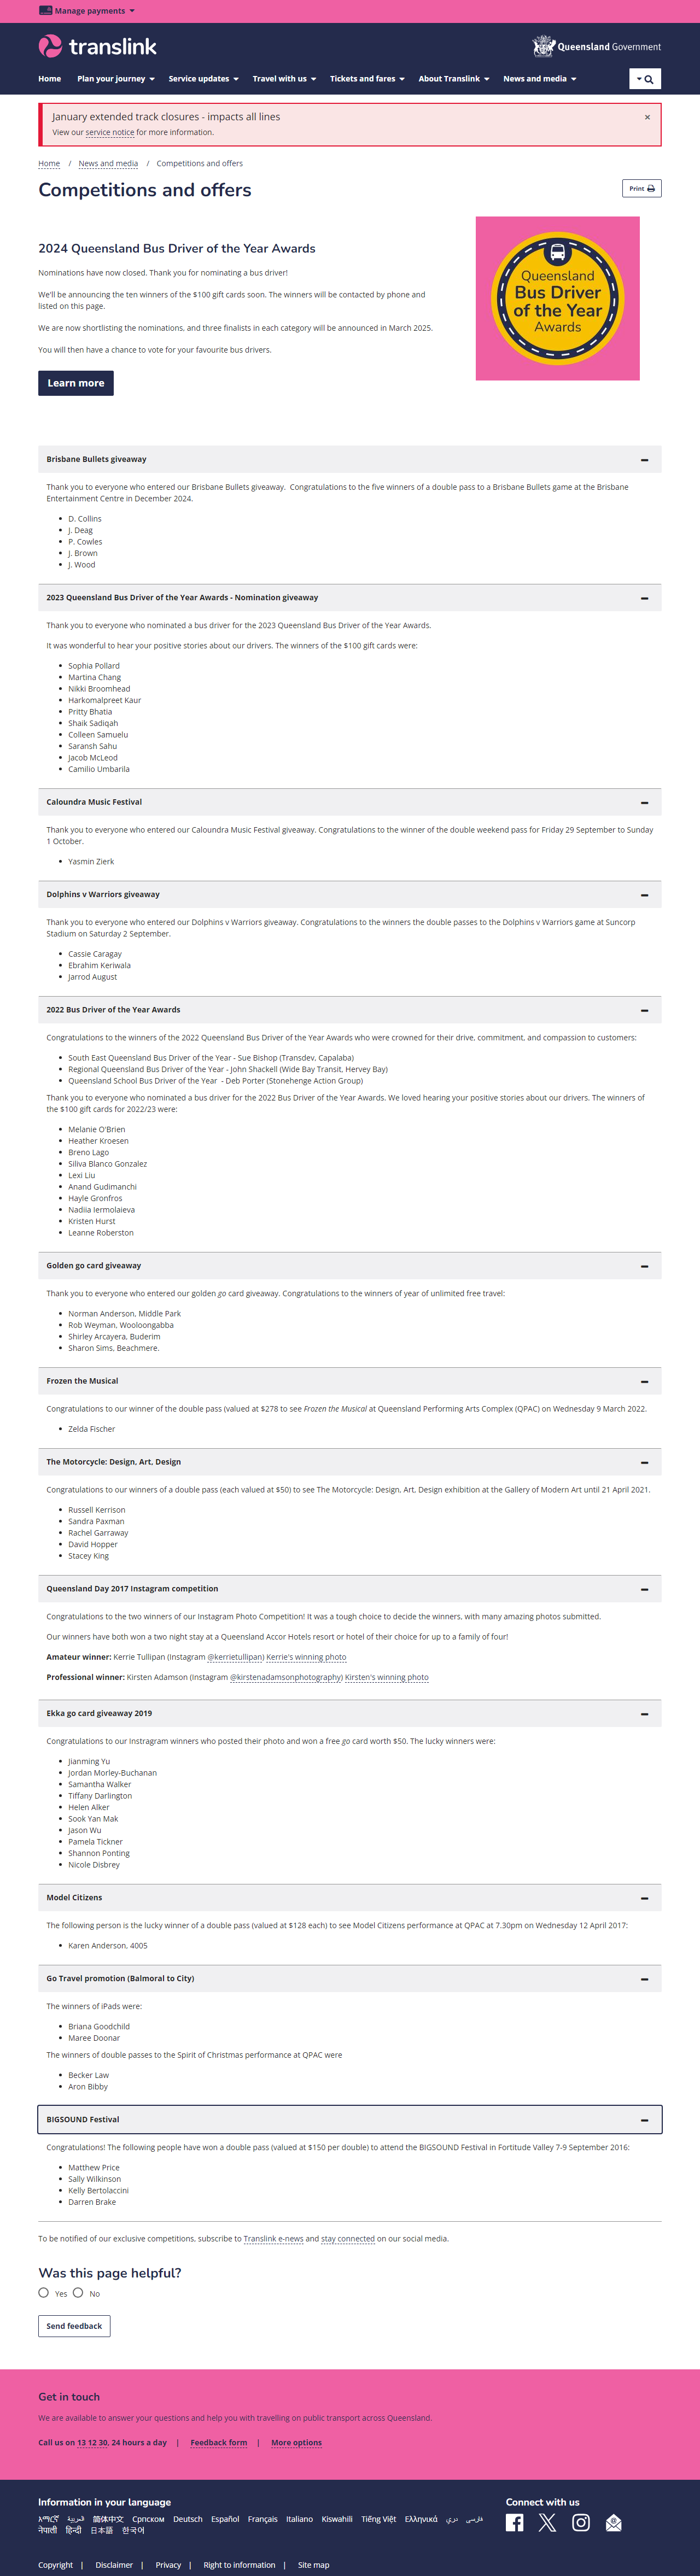 Manage payments
translink
Queensland Government
Home Plan your journey Service updates Travel with us Tickets and fares About Translink News and media
January extended track closures - impacts all lines
×
View our service notice for more information.
Home / News and media / Competitions and offers
Competitions and offers
Print
2024 Queensland Bus Driver of the Year Awards
Nominations have now closed. Thank you for nominating a bus driver!
We'll be announcing the ten winners of the $100 gift cards soon. The winners will be contacted by phone and
listed on this page.
We are now shortlisting the nominations, and three finalists in each category will be announced in March 2025.
You will then have a chance to vote for your favourite bus drivers.
Learn more
Queensland
Bus Driver
of the Year
Awards
Brisbane Bullets giveaway
Thank you to everyone who entered our Brisbane Bullets giveaway. Congratulations to the five winners of a double pass to a Brisbane Bullets game at the Brisbane
Entertainment Centre in December 2024.
D. Collins
J. Deag
P. Cowles
J. Brown
J. Wood
2023 Queensland Bus Driver of the Year Awards - Nomination giveaway
Thank you to everyone who nominated a bus driver for the 2023 Queensland Bus Driver of the Year Awards.
It was wonderful to hear your positive stories about our drivers. The winners of the $100 gift cards were:
Sophia Pollard
Martina Chang
Nikki Broomhead
Harkomalpreet Kaur
Pritty Bhatia
Shaik Sadiqah
Colleen Samuelu
Saransh Sahu
Jacob McLeod
Camilio Umbarila
Caloundra Music Festival
Thank you to everyone who entered our Caloundra Music Festival giveaway. Congratulations to the winner of the double weekend pass for Friday 29 September to Sunday
1 October.
Yasmin Zierk
Dolphins v Warriors giveaway
Thank you to everyone who entered our Dolphins v Warriors giveaway. Congratulations to the winners the double passes to the Dolphins v Warriors game at Suncorp
Stadium on Saturday 2 September.
Cassie Caragay
Ebrahim Keriwala
Jarrod August
2022 Bus Driver of the Year Awards
Congratulations to the winners of the 2022 Queensland Bus Driver of the Year Awards who were crowned for their drive, commitment, and compassion to customers:
South East Queensland Bus Driver of the Year - Sue Bishop (Transdev, Capalaba)
Regional Queensland Bus Driver of the Year - John Shackell (Wide Bay Transit, Hervey Bay)
Queensland School Bus Driver of the Year - Deb Porter (Stonehenge Action Group)
Thank you to everyone who nominated a bus driver for the 2022 Bus Driver of the Year Awards. We loved hearing your positive stories about our drivers. The winners of
the $100 gift cards for 2022/23 were:
Melanie O'Brien
Heather Kroesen
Breno Lago
Siliva Blanco Gonzalez
Lexi Liu
Anand Gudimanchi
Hayle Gronfros
Nadiia Iermolaieva
Kristen Hurst
Leanne Roberston
Golden go card giveaway
Thank you to everyone who entered our golden go card giveaway. Congratulations to the winners of year of unlimited free travel:
Norman Anderson, Middle Park
Rob Weyman, Wooloongabba
Shirley Arcayera, Buderim
Sharon Sims, Beachmere.
Frozen the Musical
Congratulations to our winner of the double pass (valued at $278 to see Frozen the Musical at Queensland Performing Arts Complex (QPAC) on Wednesday 9 March 2022.
Zelda Fischer
The Motorcycle: Design, Art, Design
Congratulations to our winners of a double pass (each valued at $50) to see The Motorcycle: Design, Art, Design exhibition at the Gallery of Modern Art until 21 April 2021.
Russell Kerrison
Sandra Paxman
Rachel Garraway
David Hopper
Stacey King
Queensland Day 2017 Instagram competition
Congratulations to the two winners of our Instagram Photo Competition! It was a tough choice to decide the winners, with many amazing photos submitted.
Our winners have both won a two night stay at a Queensland Accor Hotels resort or hotel of their choice for up to a family of four!
Amateur winner: Kerrie Tullipan (Instagram @kerrietullipan) Kerrie's winning photo
Professional winner: Kirsten Adamson (Instagram @kirstenadamsonphotography) Kirsten's winning photo
Ekka go card giveaway 2019
Congratulations to our Instragram winners who posted their photo and won a free go card worth $50. The lucky winners were:
Jianming Yu
Jordan Morley-Buchanan
Samantha Walker
Tiffany Darlington
Helen Alker
Sook Yan Mak
Jason Wu
Pamela Tickner
Shannon Ponting
Nicole Disbrey
Model Citizens
The following person is the lucky winner of a double pass (valued at $128 each) to see Model Citizens performance at QPAC at 7.30pm on Wednesday 12 April 2017:
Karen Anderson, 4005
Go Travel promotion (Balmoral to City)
The winners of iPads were:
Briana Goodchild
Maree Doonar
The winners of double passes to the Spirit of Christmas performance at QPAC were
Becker Law
Aron Bibby
BIGSOUND Festival
Congratulations! The following people have won a double pass (valued at $150 per double) to attend the BIGSOUND Festival in Fortitude Valley 7-9 September 2016:
Matthew Price
Sally Wilkinson
Kelly Bertolaccini
Darren Brake
To be notified of our exclusive competitions, subscribe to Translink e-news and stay connected on our social media.
Was this page helpful?
Yes No
Send feedback
Get in touch
We are available to answer your questions and help you with travelling on public transport across Queensland.
Call us on 13 12 30, 24 hours a day | Feedback form | More options
Information in your language
አማርኛ العربية 简体中文 Српском Deutsch Español Français Italiano Kiswahili Tiếng Việt Ελληνικά دري فارسی
नेपाली हिन्दी 日本語 한국어
Connect with us
Copyright | Disclaimer | Privacy | Right to information | Site map